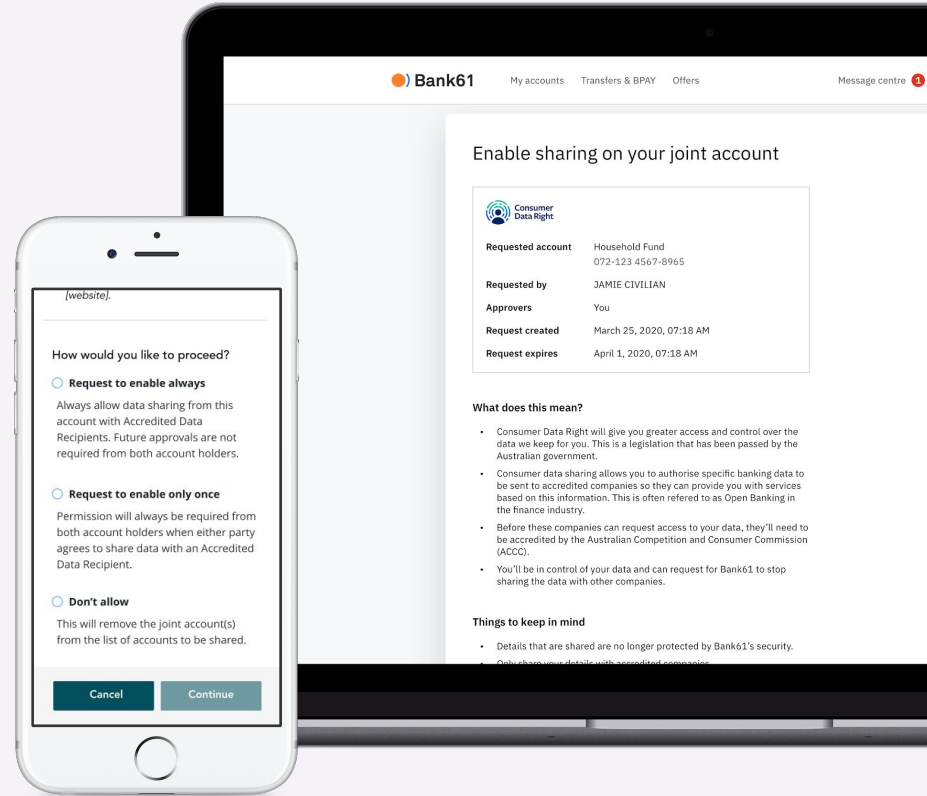 Bank61
My accounts Transfers & BPAY Offers Message centre 1
Enable sharing on your joint account
Consumer
Data Right
Requested account Household Fund
072-123 4567-8965
Requested by JAMIE CIVILIAN
Approvers You
Request created March 25, 2020, 07:18 AM
Request expires April 1, 2020, 07:18 AM
What does this mean?
• Consumer Data Right will give you greater access and control over the
data we keep for you. This is a legislation that has been passed by the
Australian government.
• Consumer data sharing allows you to authorise specific banking data to
be sent to accredited companies so they can provide you with services
based on this information. This is often refered to as Open Banking in
the finance industry.
• Before these companies can request access to your data, they'll need to
be accredited by the Australian Competition and Consumer Commission
(ACCC).
• You'll be in control of your data and can request for Bank61 to stop
sharing the data with other companies.
Things to keep in mind
• Details that are shared are no longer protected by Bank61's security.
• Only share your details with accredited companies.
[website].
How would you like to proceed?
Request to enable always
Always allow data sharing from this
account with Accredited Data
Recipients. Future approvals are not
required from both account holders.
Request to enable only once
Permission will always be required from
both account holders when either party
agrees to share data with an Accredited
Data Recipient.
Don't allow
This will remove the joint account(s)
from the list of accounts to be shared.
Cancel Continue